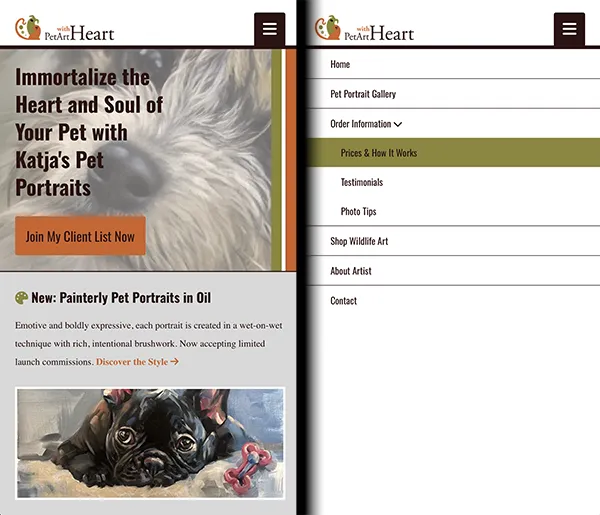 with
PetArt Heart
Immortalize the
Heart and Soul of
Your Pet with
Katja's Pet
Portraits
Join My Client List Now
New: Painterly Pet Portraits in Oil
Emotive and boldly expressive, each portrait is created in a wet-on-wet
technique with rich, intentional brushwork. Now accepting limited
launch commissions. Discover the Style →
with
PetArt Heart
Home
Pet Portrait Gallery
Order Information
Prices & How It Works
Testimonials
Photo Tips
Shop Wildlife Art
About Artist
Contact